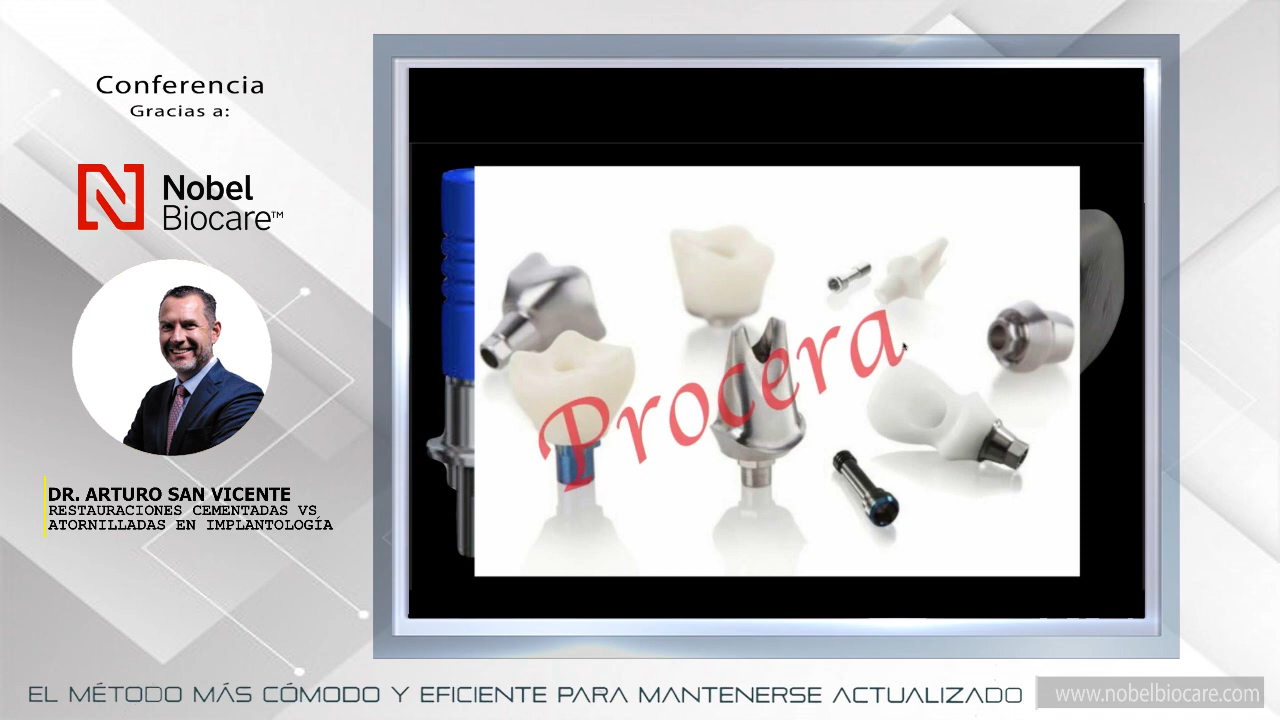 Conferencia
Gracias a:
Nobel
Biocare™
DR. ARTURO SAN VICENTE
RESTAURACIONES CEMENTADAS VS
ATORNILLADAS EN IMPLANTOLOGÍA
Procera
EL MÉTODO MÁS CÓMODO Y EFICIENTE PARA MANTENERSE ACTUALIZADO
www.nobelbiocare.com